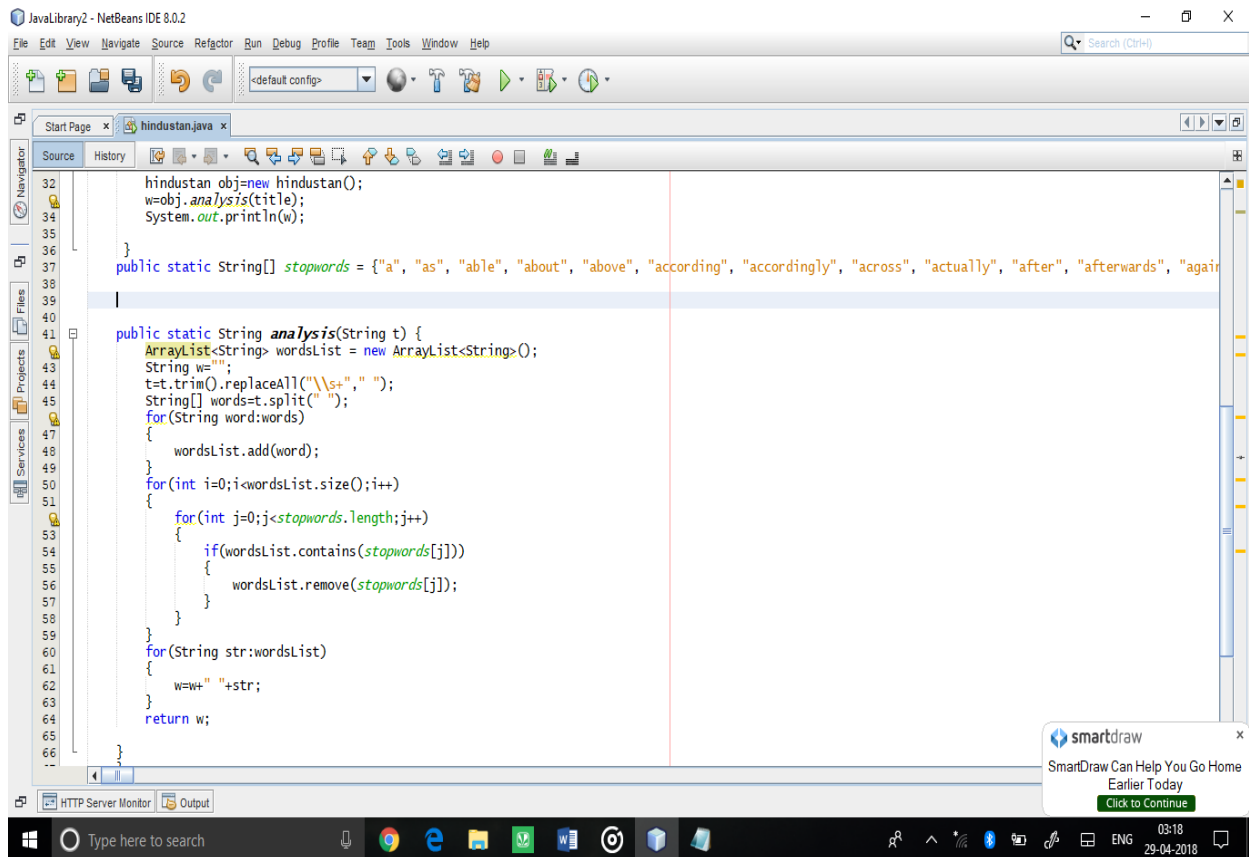 JavaLibrary2 - NetBeans IDE 8.0.2
File Edit View Navigate Source Refactor Run Debug Profile Team Tools Window Help
Search (Ctrl+I)
<default config>
Start Page x hindustan.java x
Source History
Navigator
Files
Projects
Services
32 hindustan obj=new hindustan();
w=obj.analysis(title);
34 System.out.println(w);
35
36 }
37 public static String[] stopwords = {"a", "as", "able", "about", "above", "according", "accordingly", "across", "actually", "after", "afterwards", "again
38
39
40
41 public static String analysis(String t) {
ArrayList<String> wordsList = new ArrayList<String>();
43 String w="";
44 t=t.trim().replaceAll("\\s+"," ");
45 String[] words=t.split(" ");
for(String word:words)
47 {
48 wordsList.add(word);
49 }
50 for(int i=0;i<wordsList.size();i++)
51 {
for(int j=0;j<stopwords.length;j++)
53 {
54 if(wordsList.contains(stopwords[j]))
55 {
56 wordsList.remove(stopwords[j]);
57 }
58 }
59 }
60 for(String str:wordsList)
61 {
62 w=w+" "+str;
63 }
64 return w;
65
66 }
smartdraw x
SmartDraw Can Help You Go Home
Earlier Today
Click to Continue
HTTP Server Monitor Output
Type here to search
ENG
03:18
29-04-2018